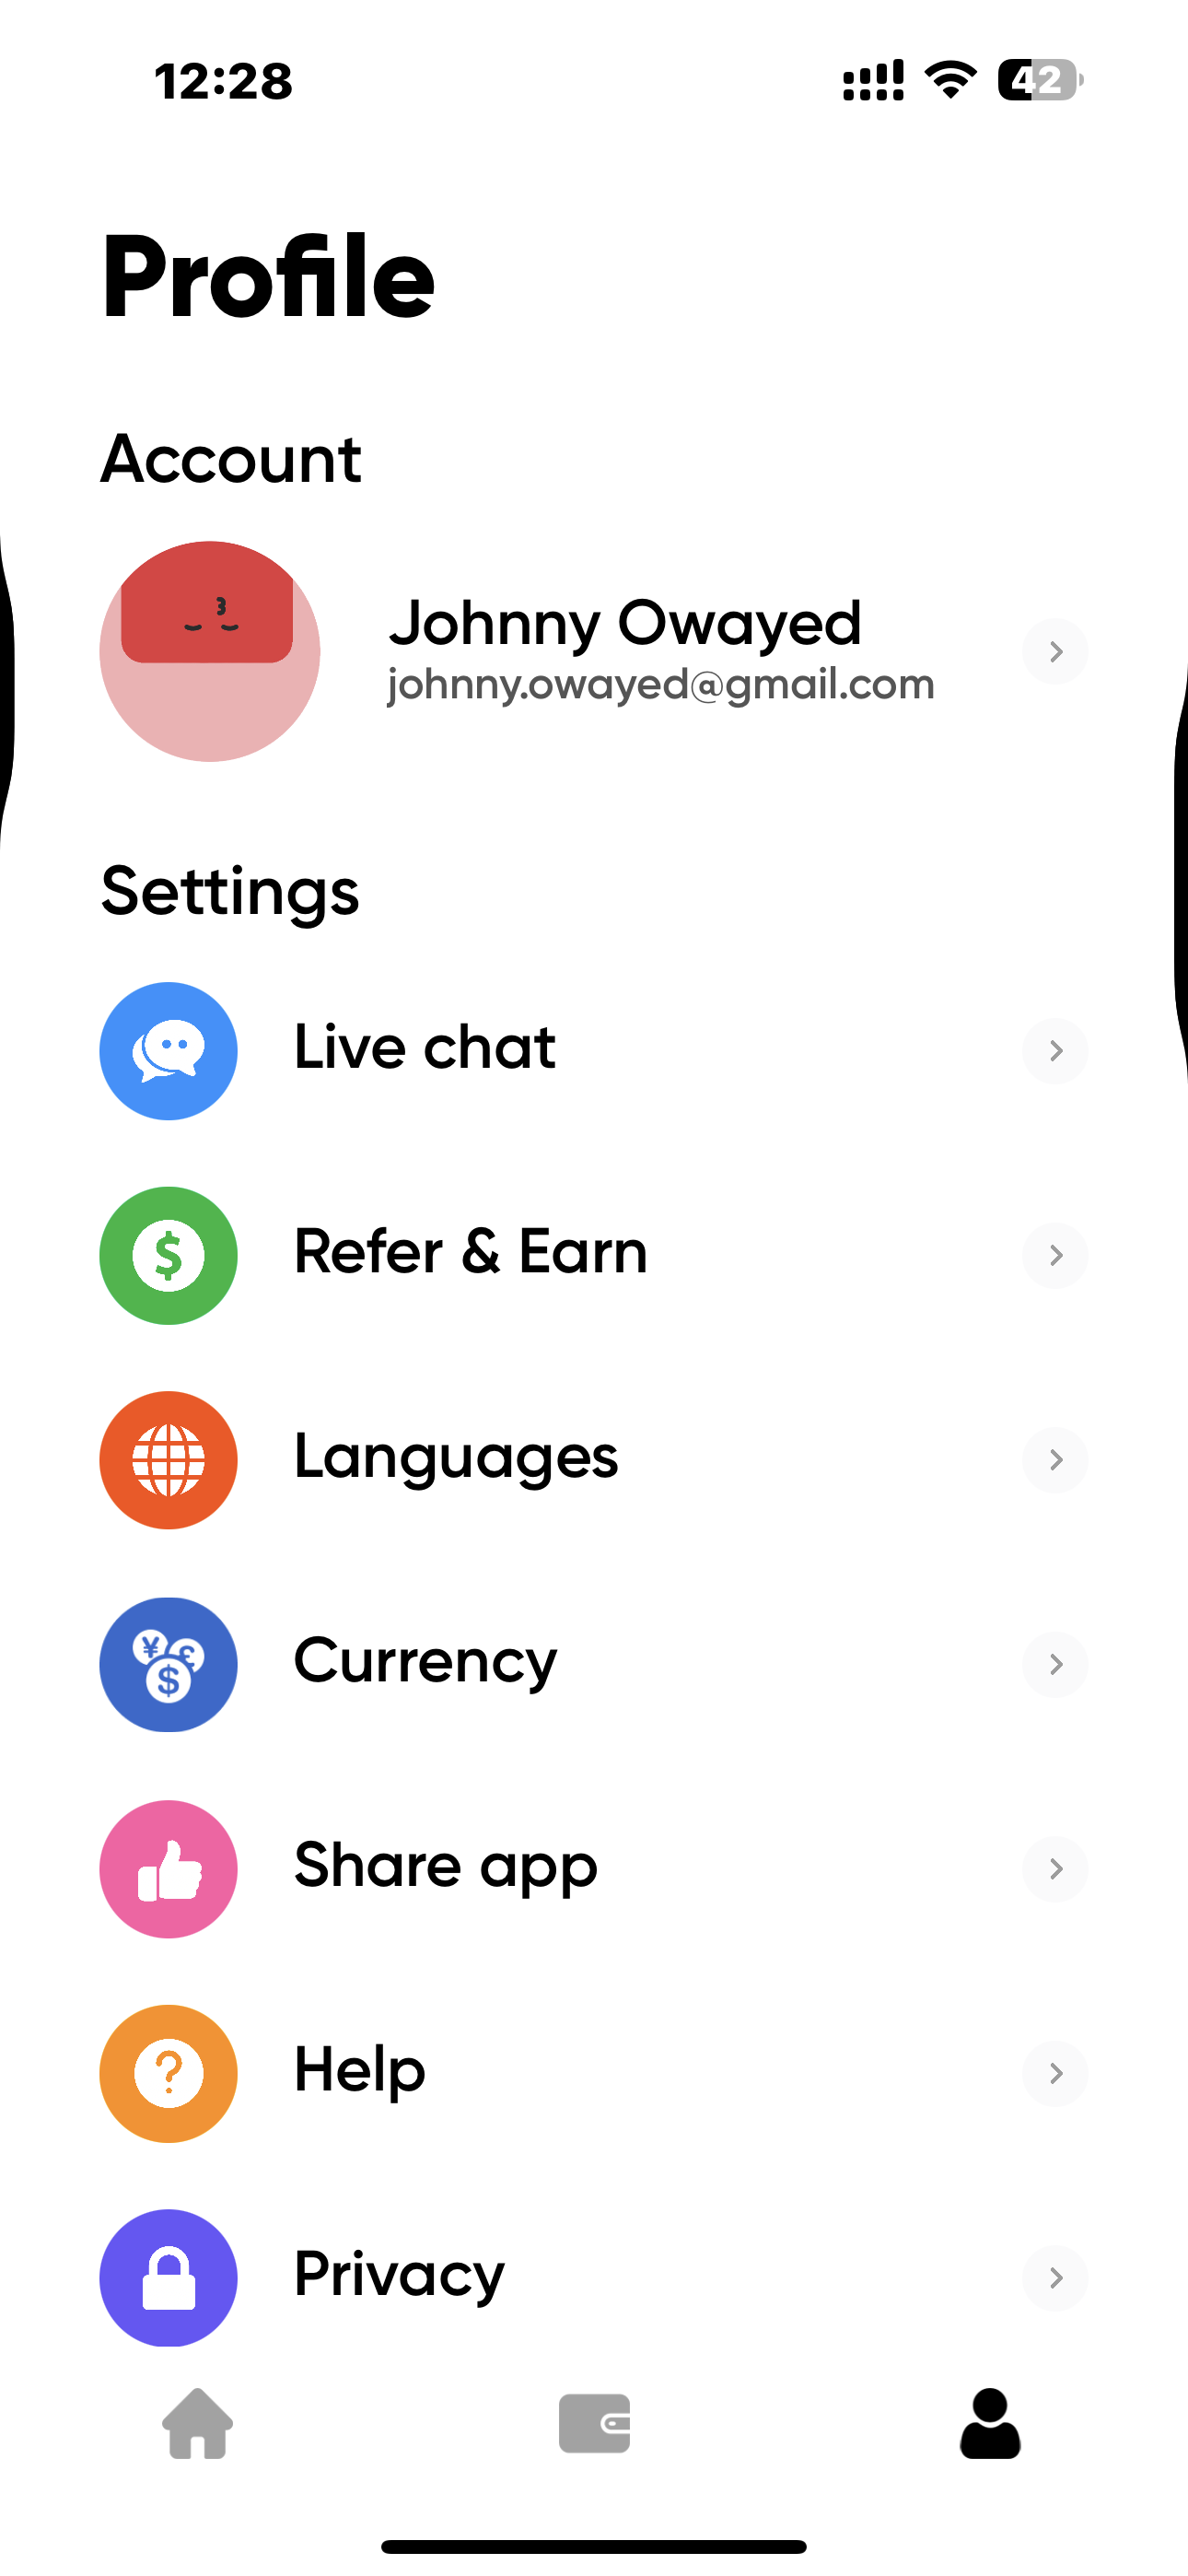 12:28
42
Profile
Account
Johnny Owayed
johnny.owayed@gmail.com
Settings
Live chat
$
Refer & Earn
Languages
¥ £
$
Currency
Share app
?
Help
Privacy